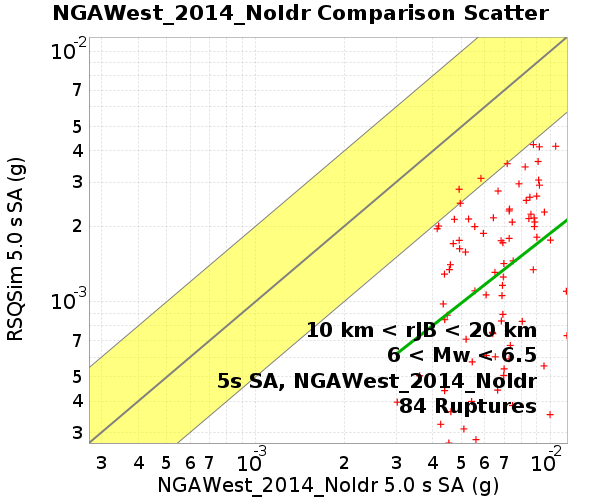 NGAWest_2014_NoIdr Comparison Scatter
10-2
7
5
4
3
2
10-3
7
5
4
3
RSQSim 5.0 s SA (g)
10 km < rJB < 20 km
6 < Mw < 6.5
5s SA, NGAWest_2014_NoIdr
84 Ruptures
3 4 5 6 7 10-3 2 3 4 5 6 7 10-2
NGAWest_2014_NoIdr 5.0 s SA (g)